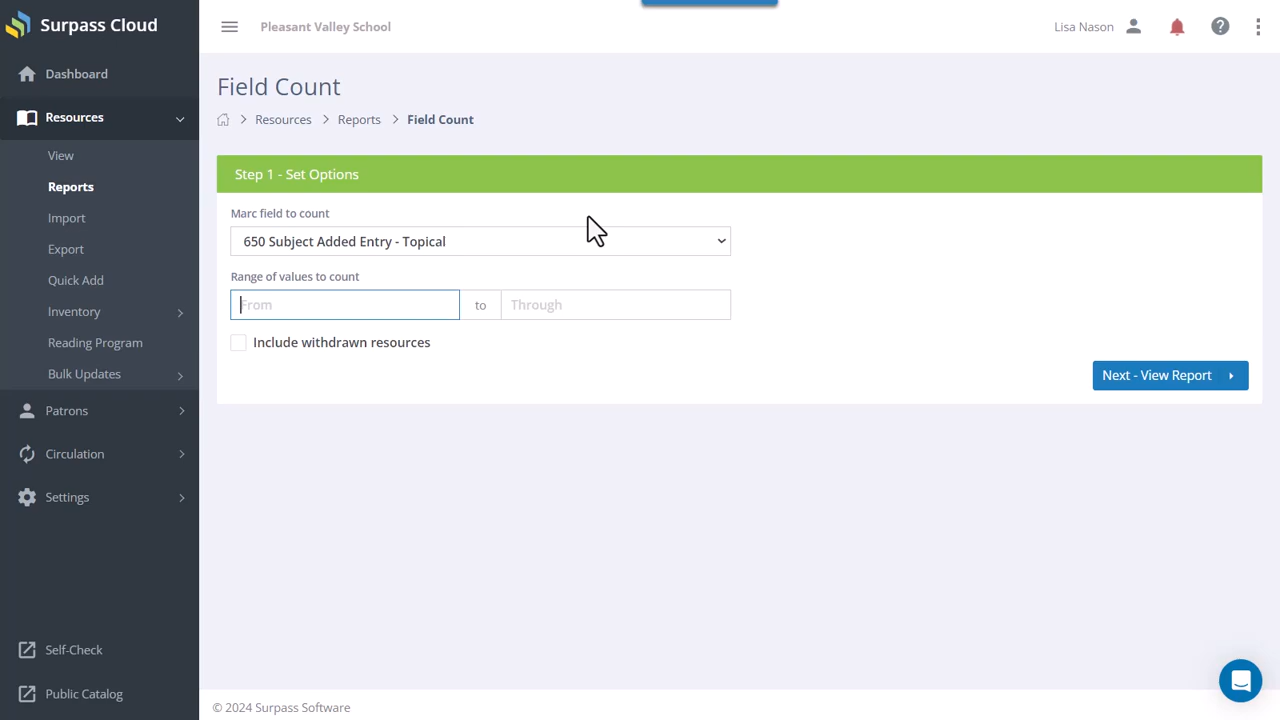 Surpass Cloud
Pleasant Valley School
Lisa Nason
Dashboard
Resources
View
Reports
Import
Export
Quick Add
Inventory
Reading Program
Bulk Updates
Patrons
Circulation
Settings
Self-Check
Public Catalog
Field Count
Resources > Reports > Field Count
Step 1 - Set Options
Marc field to count
650 Subject Added Entry - Topical
Range of values to count
From to Through
Include withdrawn resources
Next - View Report
© 2024 Surpass Software